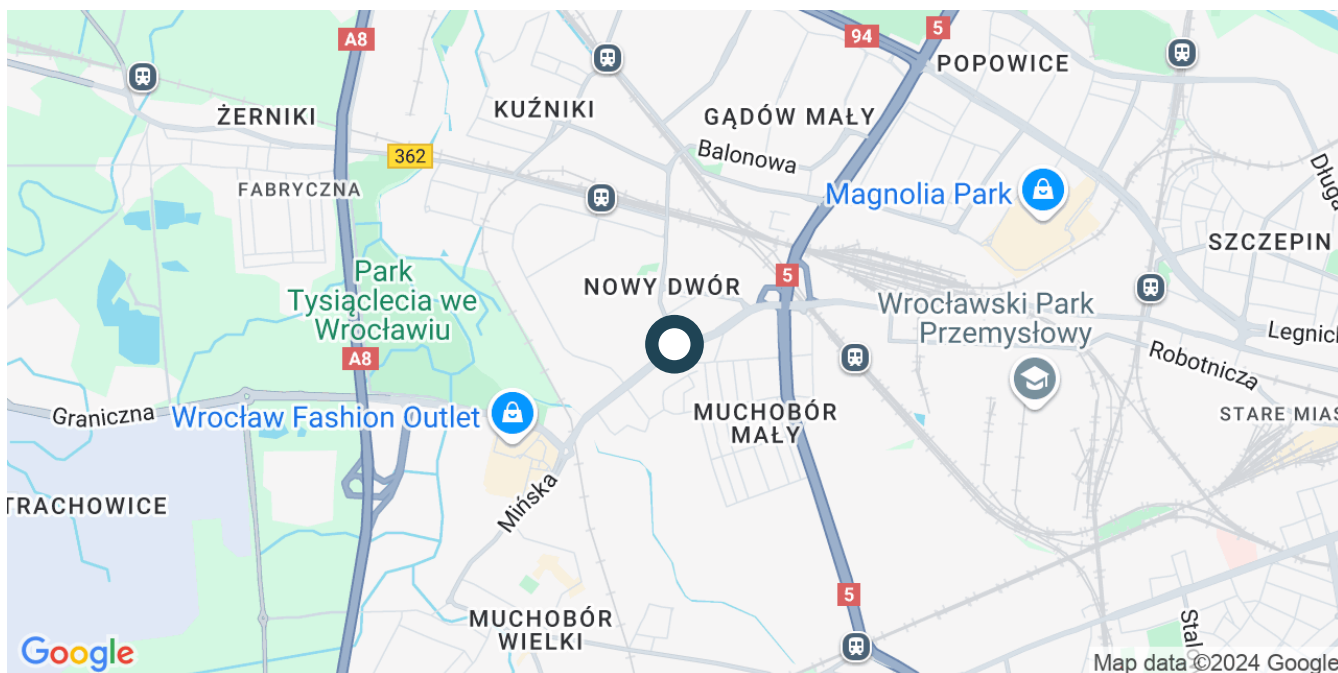 A8
94
5
POPOWICE
ŻERNIKI
KUŹNIKI
GĄDÓW MAŁY
362
Balonowa
Długa
FABRYCZNA
Magnolia Park
SZCZEPIN
Park
Tysiąclecia we
Wrocławiu
NOWY DWÓR
5
Wrocławski Park
Przemysłowy
Legnic
A8
Robotnicza
Graniczna
Wrocław Fashion Outlet
MUCHOBÓR
MAŁY
STARE MIAS
TRACHOWICE
Mińska
5
MUCHOBÓR
WIELKI
Google
Map data ©2024 Google